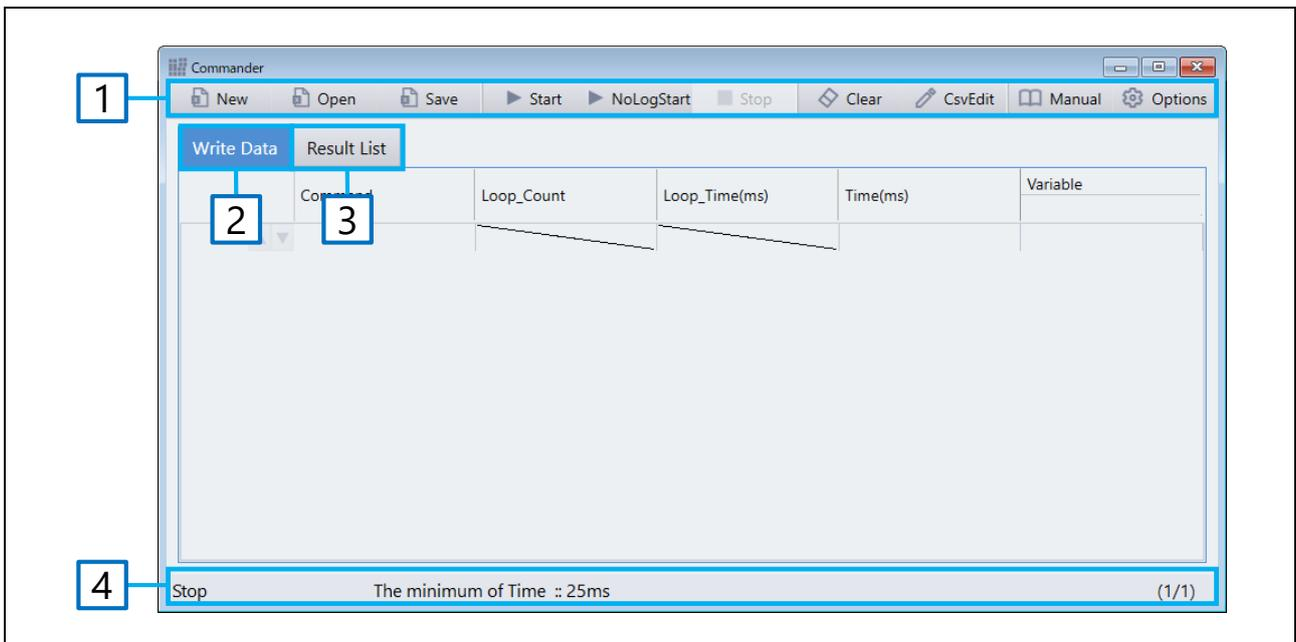 Commander
1
New Open Save Start NoLogStart Stop Clear CsvEdit Manual Options
Write Data Result List
Loop_Count Loop_Time(ms) Time(ms) Variable
2 3
4
Stop The minimum of Time :: 25ms (1/1)